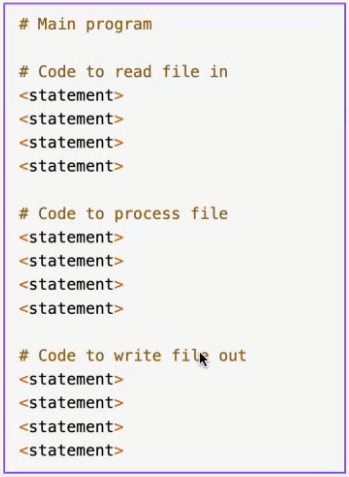 # Main program
# Code to read file in
<statement>
<statement>
<statement>
<statement>
# Code to process file
<statement>
<statement>
<statement>
<statement>
# Code to write file out
<statement>
<statement>
<statement>
<statement>